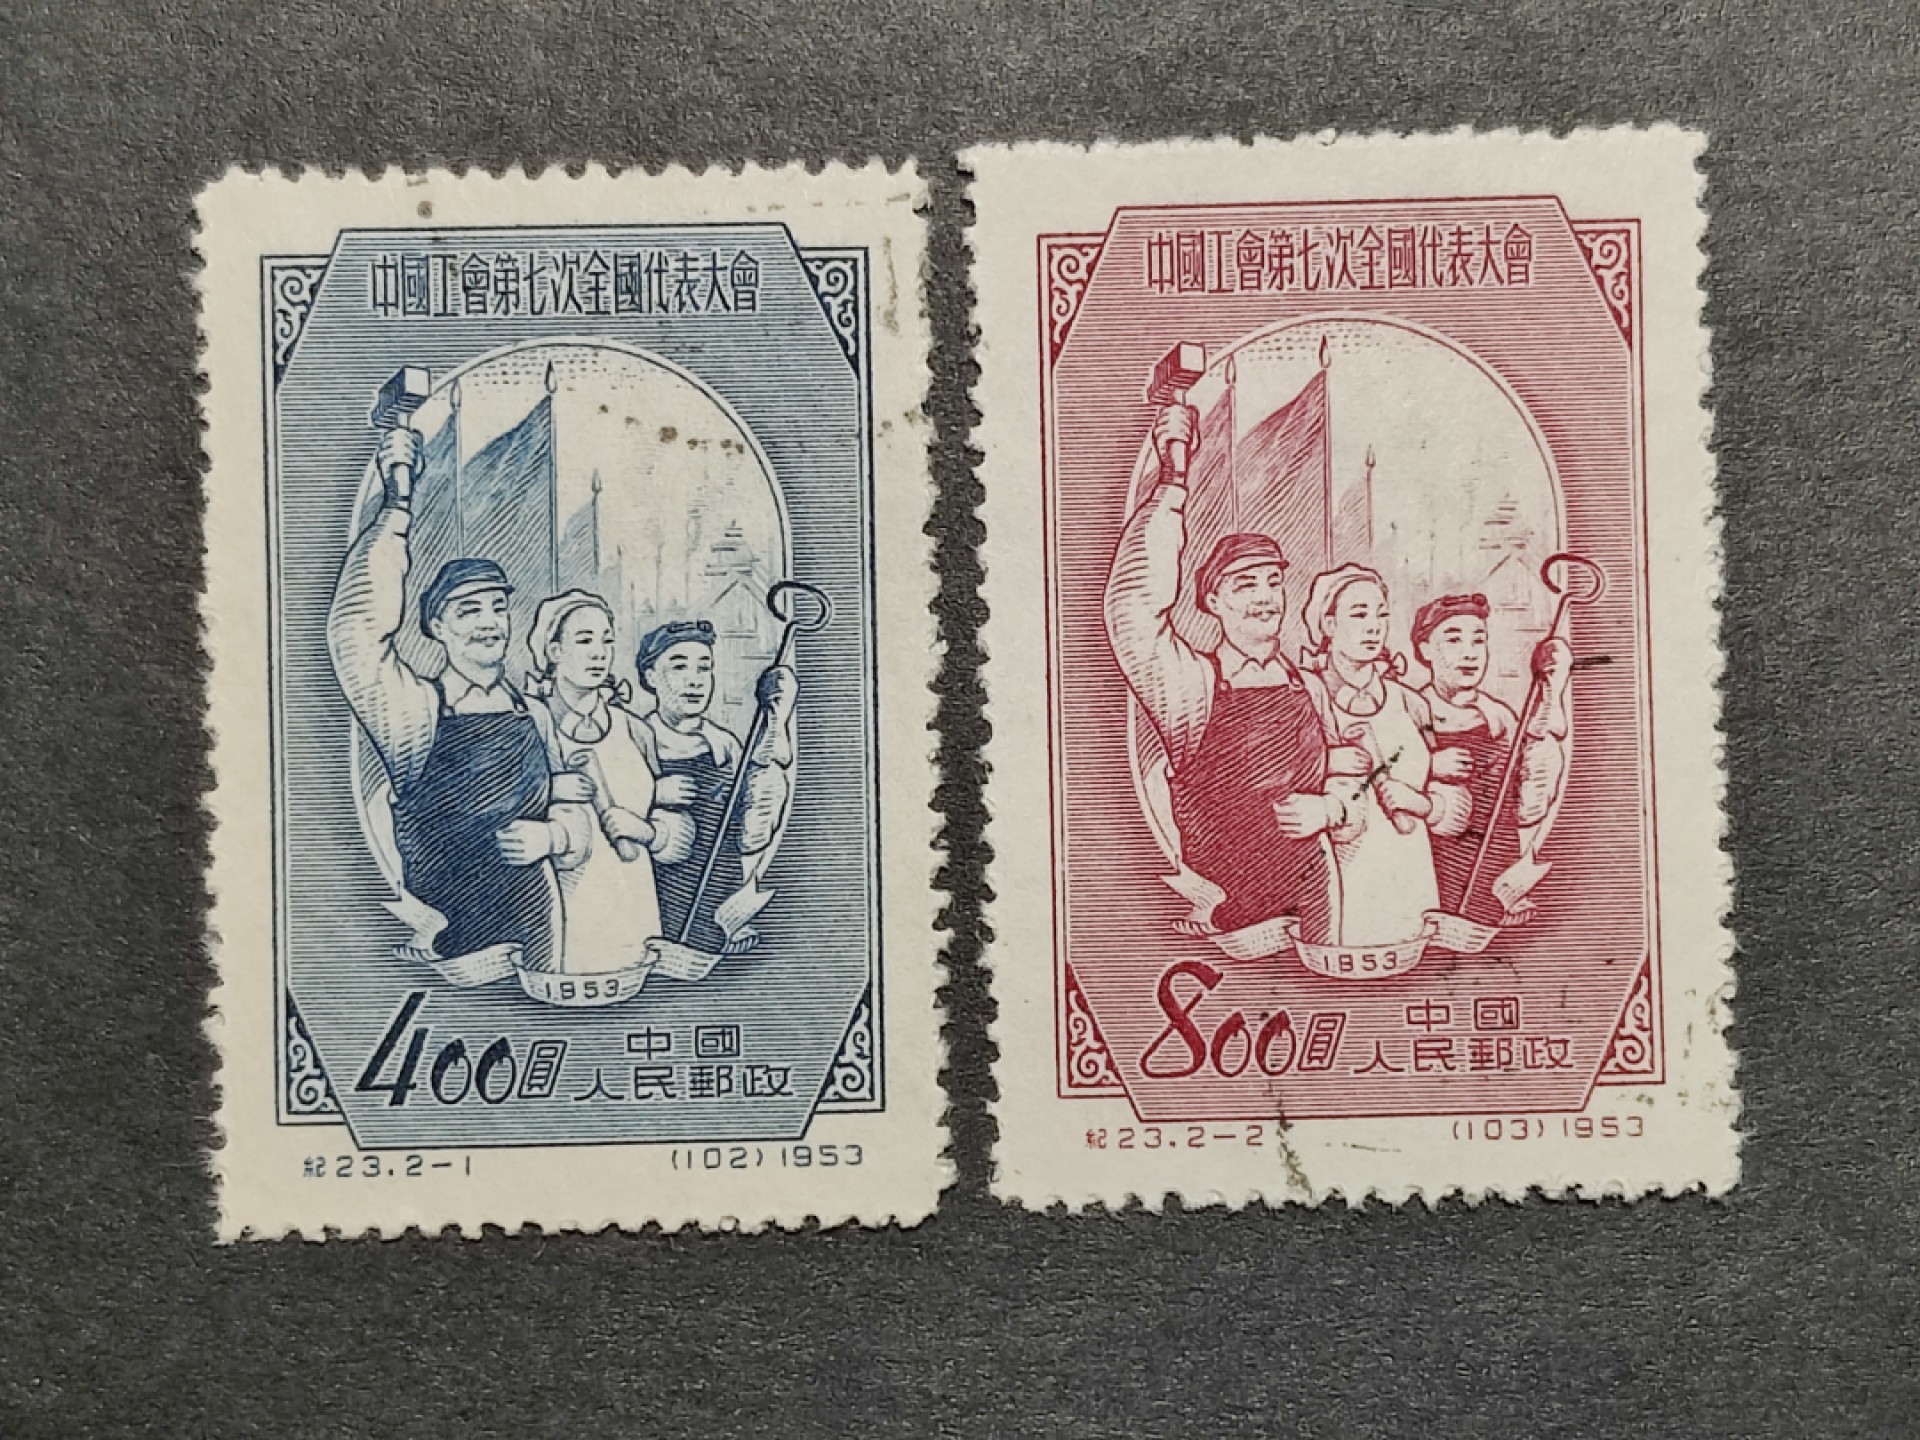 中國工會第七次全國代表大會
1953
400圓
中國
人民郵政
紀23.2-1
(102)1953
中國工會第七次全國代表大會
1953
800圓
中國
人民郵政
紀23.2-2
(103)1953